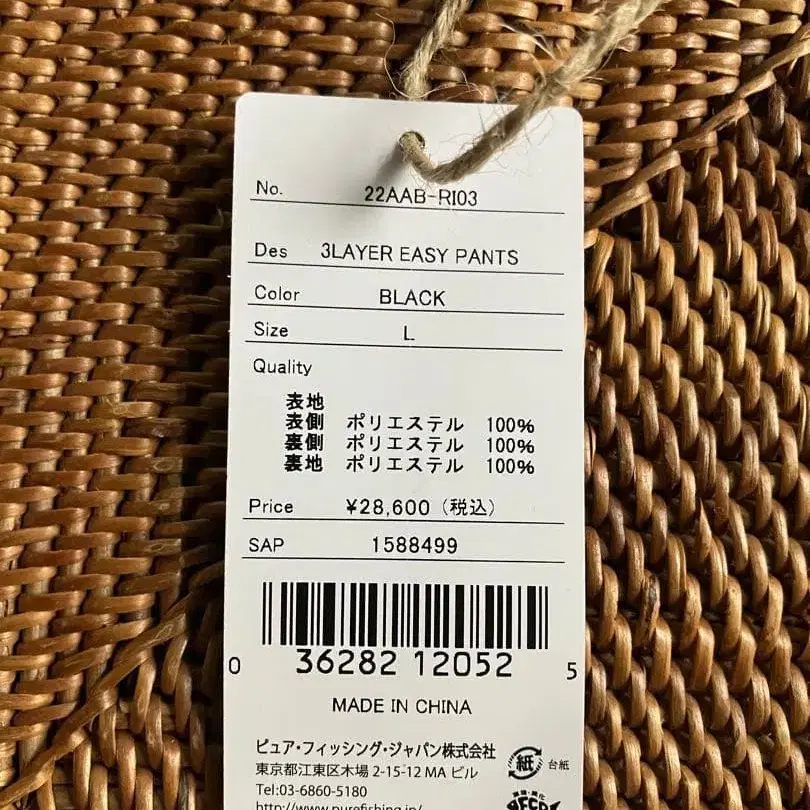 No. 22AAB-RI03
Des 3LAYER EASY PANTS
Color BLACK
Size L
Quality
表地
表側 ポリエステル 100%
裏側 ポリエステル 100%
裏地 ポリエステル 100%
Price ¥28,600（税込）
SAP 1588499
0 36282 12052 5
MADE IN CHINA
ピュア・フィッシング・ジャパン株式会社
東京都江東区木場 2-15-12 MA ビル
紙 台紙
Tel:03-6860-5180
http://www.purefishing.jp/